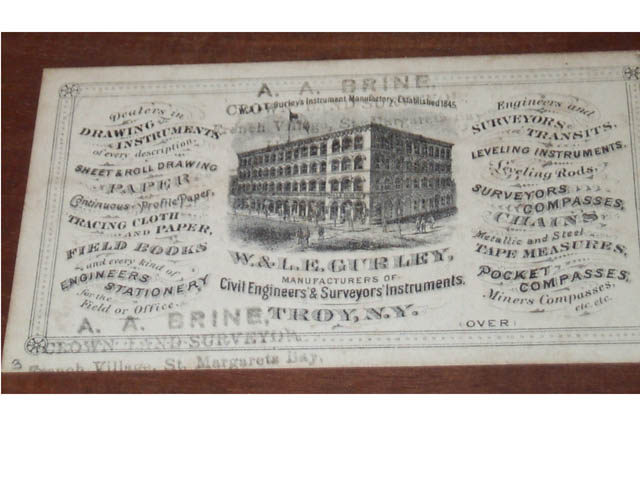 A. A. BRINE
Gurley's Instrument Manufactory, Established 1845.
CROWN
French Village, St. Margarets Bay,
Dealers in
DRAWING
INSTRUMENTS
of every description,
SHEET & ROLL DRAWING
PAPER
Continuous Profile Paper,
TRACING CLOTH
AND PAPER,
FIELD BOOKS
and every kind of
ENGINEERS
STATIONERY
for the
Field or Office.
W. & L. E. GURLEY,
MANUFACTURERS OF
Civil Engineers' & Surveyors' Instruments,
TROY, N.Y.
Engineers and
SURVEYORS
TRANSITS,
LEVELING INSTRUMENTS,
Leveling Rods,
SURVEYORS
COMPASSES,
CHAINS
Metallic and Steel
TAPE MEASURES,
POCKET
COMPASSES,
Miners Compasses,
etc. etc.
(OVER)
A. A. BRINE,
CROWN LAND SURVEYOR
French Village, St. Margarets Bay,
3